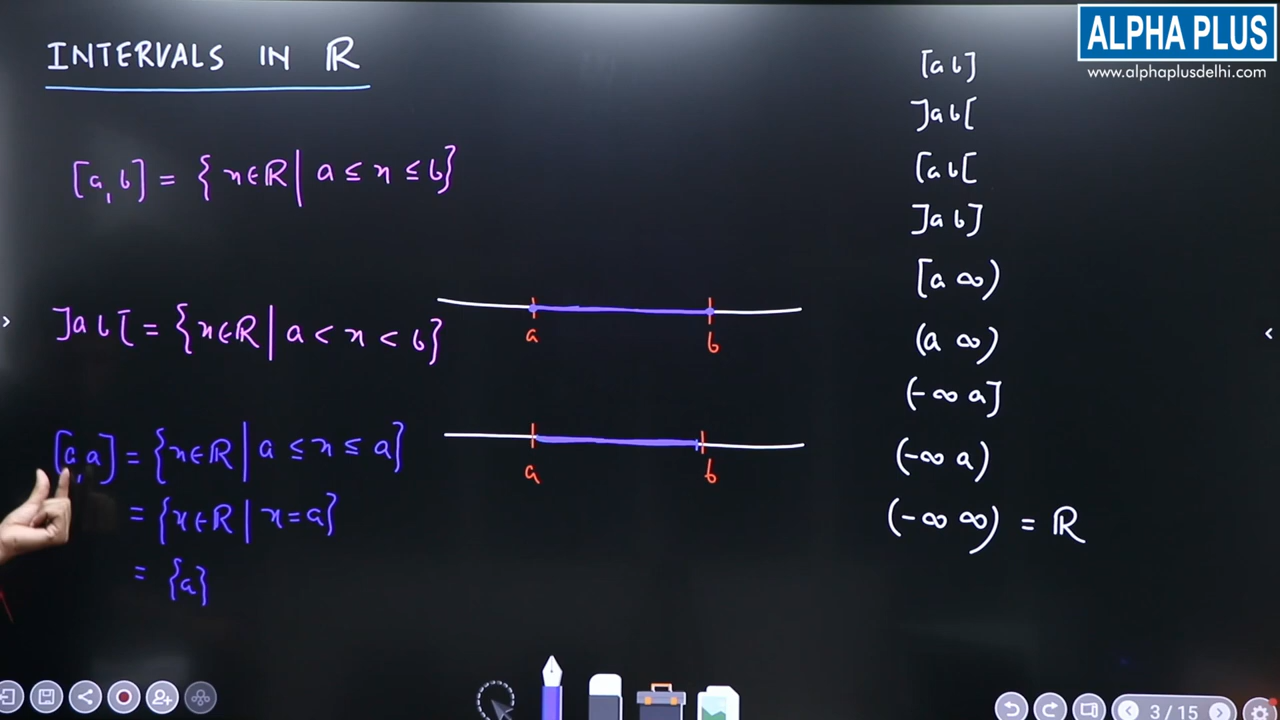 INTERVALS IN ℝ
[a, b] = { x∈ℝ | a ≤ x ≤ b}
]a b[ = {x∈ℝ | a < x < b}
a b
[a, a] = {x∈ℝ | a ≤ x ≤ a}
= {x∈ℝ | x=a}
= {a}
a b
[a b]
]a b[
[a b[
]a b]
[a ∞)
(a ∞)
(-∞ a]
(-∞ a)
(-∞ ∞) = ℝ
ALPHA PLUS
www.alphaplusdelhi.com
3 / 15